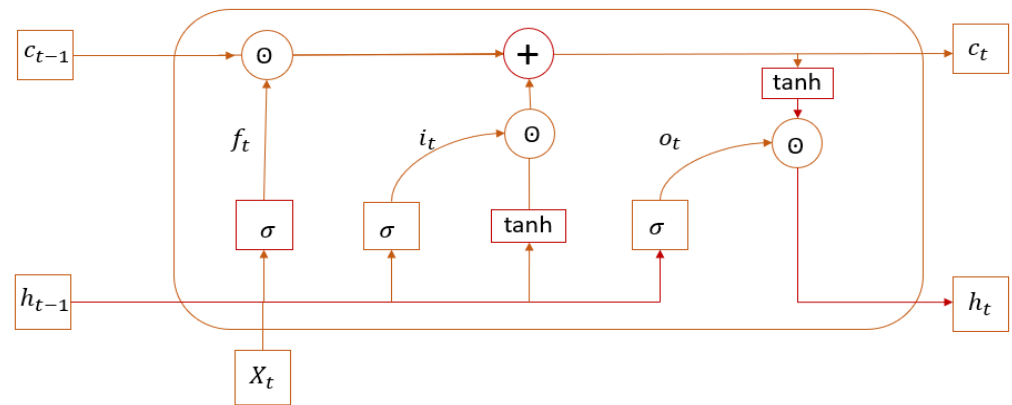 c_{t-1}
⊙
+
c_t
tanh
f_t
i_t
⊙
o_t
⊙
σ
σ
tanh
σ
h_{t-1}
h_t
X_t